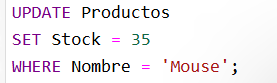 UPDATE Productos
SET Stock = 35
WHERE Nombre = 'Mouse';